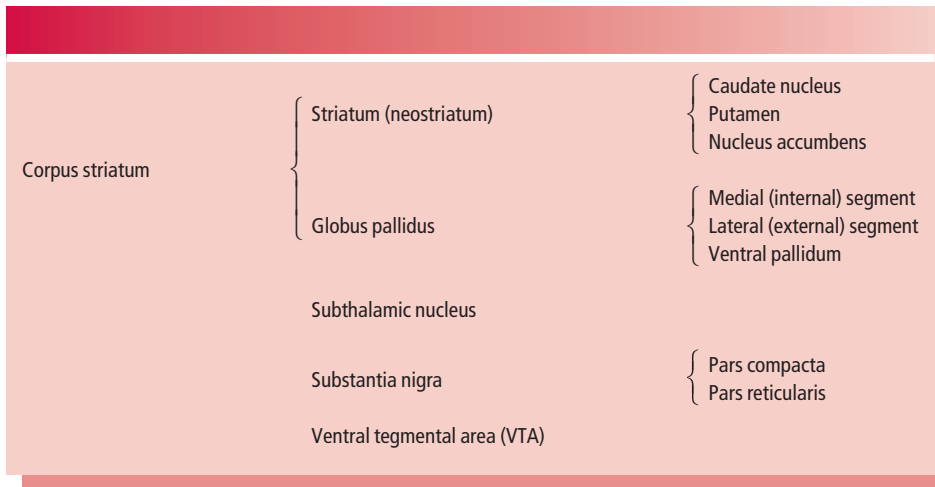 Caudate nucleus
Striatum (neostriatum)
Putamen
Nucleus accumbens
Corpus striatum
Medial (internal) segment
Globus pallidus
Lateral (external) segment
Ventral pallidum
Subthalamic nucleus
Pars compacta
Substantia nigra
Pars reticularis
Ventral tegmental area (VTA)